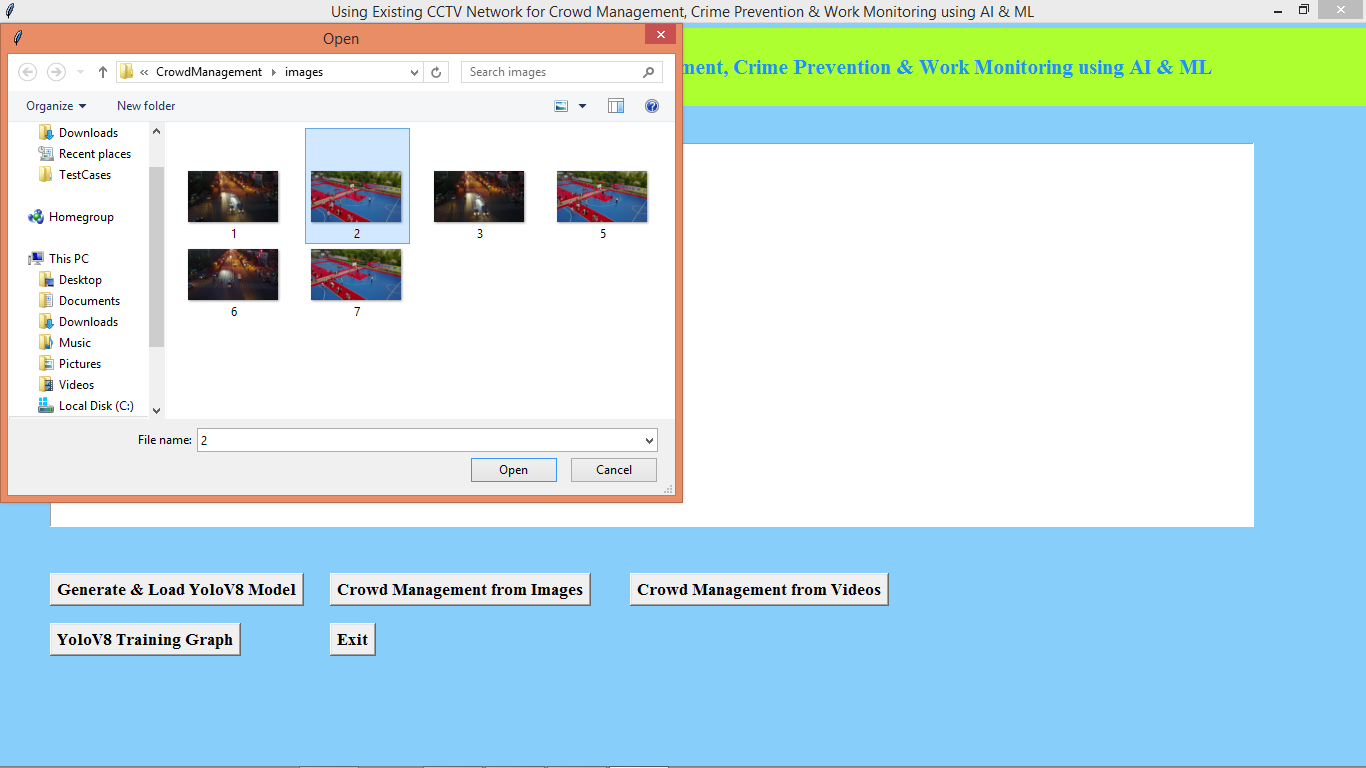 Using Existing CCTV Network for Crowd Management, Crime Prevention & Work Monitoring using AI & ML
Open
« CrowdManagement images
Search images
ment, Crime Prevention & Work Monitoring using AI & ML
Organize New folder
Downloads
Recent places
TestCases
Homegroup
This PC
Desktop
Documents
Downloads
Music
Pictures
Videos
Local Disk (C:)
1 2 3 5
6 7
File name: 2
Open Cancel
Generate & Load YoloV8 Model Crowd Management from Images Crowd Management from Videos
YoloV8 Training Graph Exit